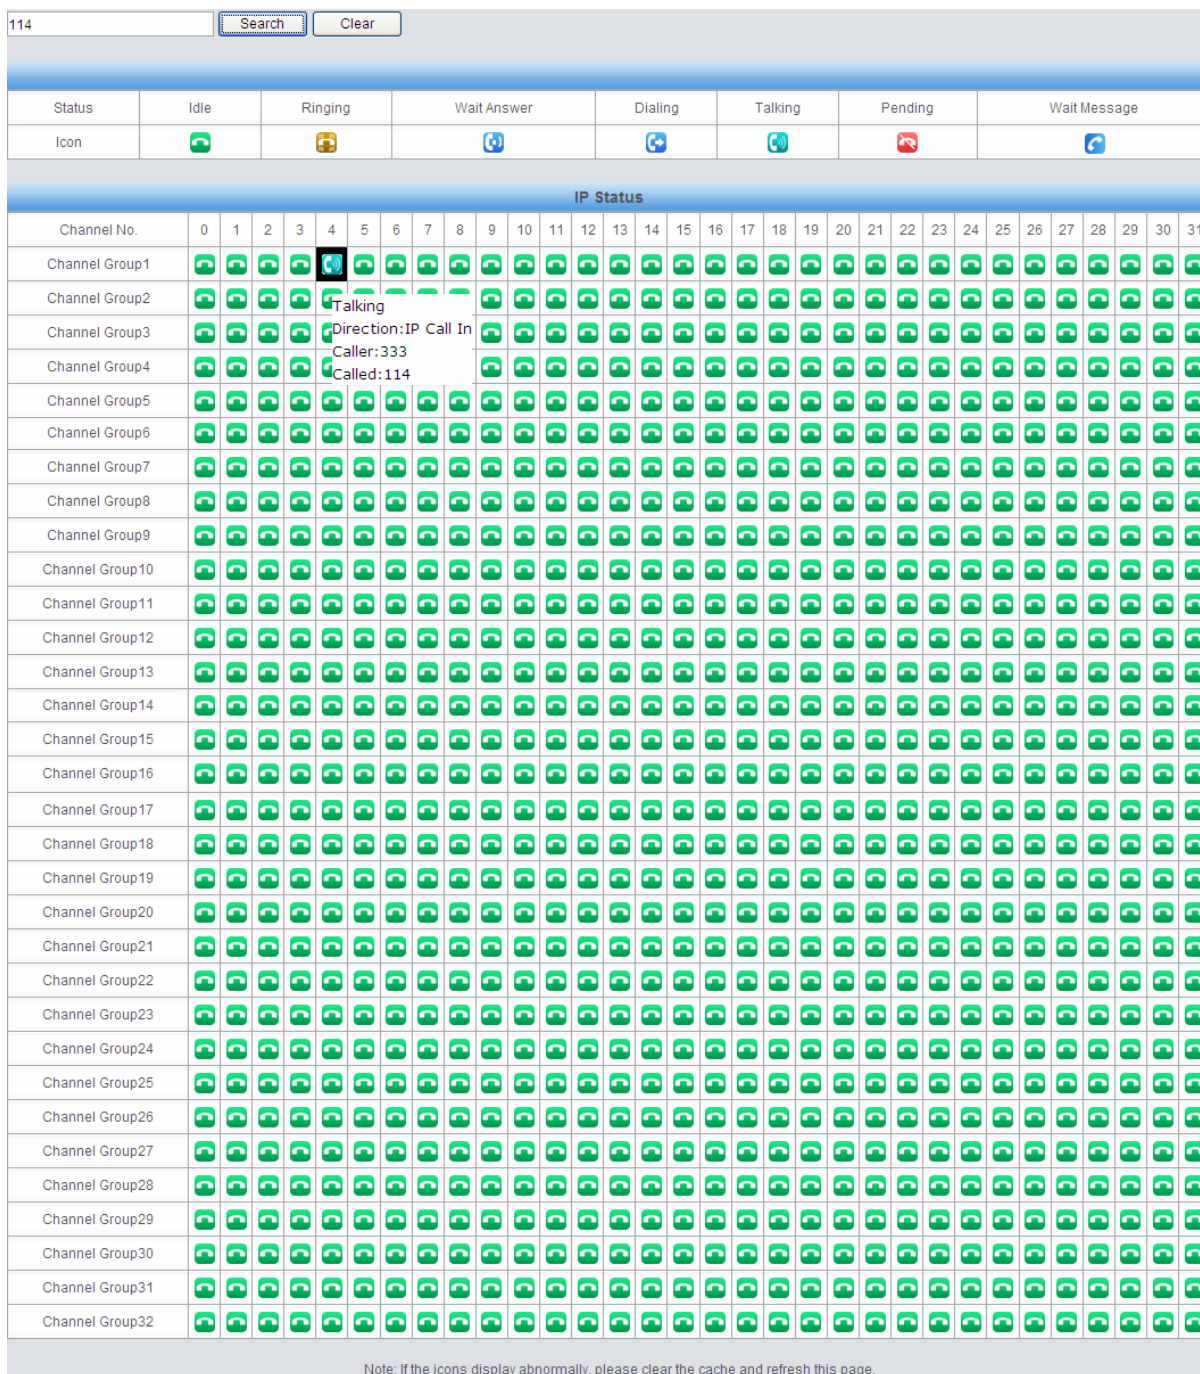 114 Search Clear
Status Idle Ringing Wait Answer Dialing Talking Pending Wait Message
Icon
IP Status
Channel No. 0 1 2 3 4 5 6 7 8 9 10 11 12 13 14 15 16 17 18 19 20 21 22 23 24 25 26 27 28 29 30 31
Channel Group1
Channel Group2
Talking
Direction:IP Call In
Channel Group3
Caller:333
Channel Group4
Called:114
Channel Group5
Channel Group6
Channel Group7
Channel Group8
Channel Group9
Channel Group10
Channel Group11
Channel Group12
Channel Group13
Channel Group14
Channel Group15
Channel Group16
Channel Group17
Channel Group18
Channel Group19
Channel Group20
Channel Group21
Channel Group22
Channel Group23
Channel Group24
Channel Group25
Channel Group26
Channel Group27
Channel Group28
Channel Group29
Channel Group30
Channel Group31
Channel Group32
Note: If the icons display abnormally, please clear the cache and refresh this page.